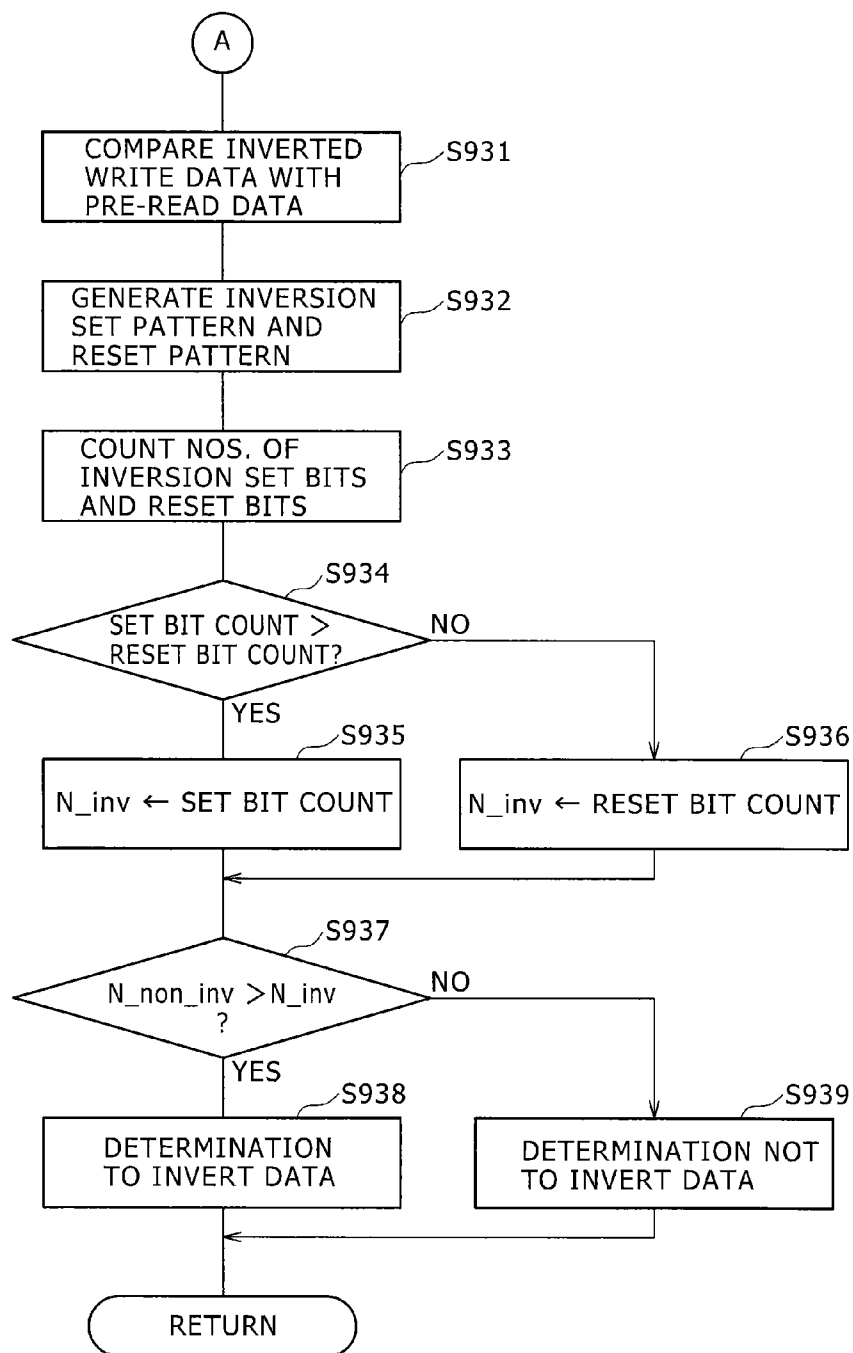 A
COMPARE INVERTED
WRITE DATA WITH
PRE-READ DATA
S931
GENERATE INVERSION
SET PATTERN AND
RESET PATTERN
S932
COUNT NOS. OF
INVERSION SET BITS
AND RESET BITS
S933
S934
SET BIT COUNT >
RESET BIT COUNT?
NO
YES
S935
N_inv ← SET BIT COUNT
S936
N_inv ← RESET BIT COUNT
S937
N_non_inv > N_inv
?
NO
YES
S938
DETERMINATION
TO INVERT DATA
S939
DETERMINATION NOT
TO INVERT DATA
RETURN